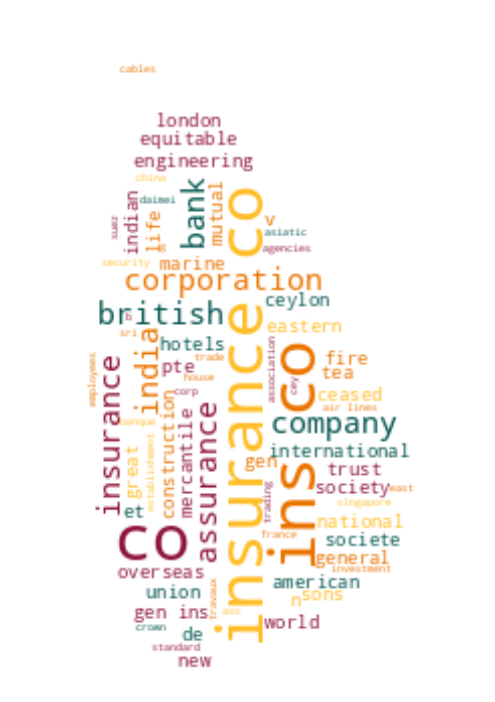 cables
london
equitable
engineering
china
indian
daimei
bank
mutual
insurance co
v
suez
life
asiatic
agencies
security
marine
corporation
ceylon
british
b
eastern
sri
india
hotels
association
ins co
fire
trade
employees
insurance
pte
tea
house
cey
corp
ceased
construction
mercantile
assurance
air lines
banque
company
great
establishment
international
gen
trust
trading
society
east
singapore
et
national
co
france
societe
general
overseas
investment
travaux
american
union
sons
n
gen ins
ass
world
crown
de
standard
new